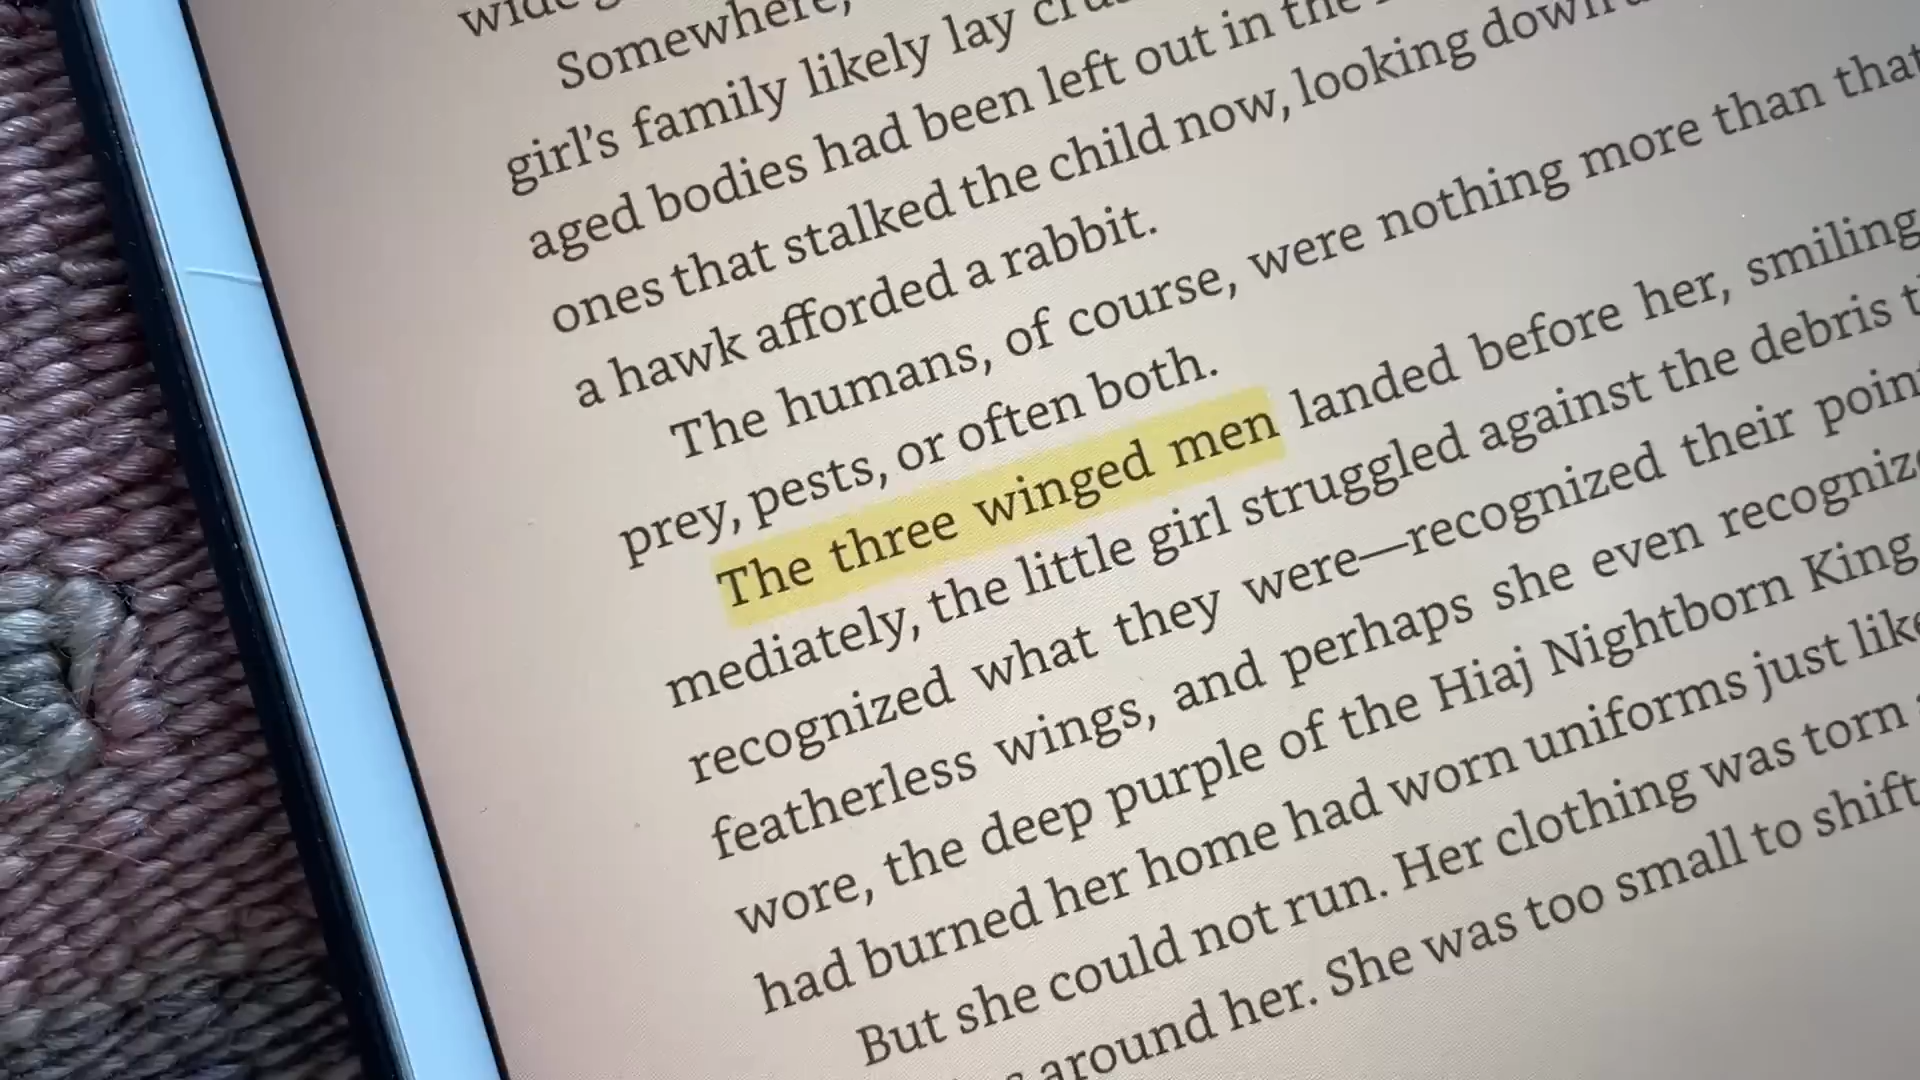 Somewhere,
girl's family likely lay
aged bodies had been left out in the
ones that stalked the child now, looking down
a hawk afforded a rabbit.
The humans, of course, were nothing more than that
prey, pests, or often both.
The three winged men landed before her, smiling
mediately, the little girl struggled against the debris
recognized what they were—recognized their
featherless wings, and perhaps she even
wore, the deep purple of the Hiaj Nightborn King.
had burned her home had worn uniforms just like
But she could not run. Her clothing was torn
around her. She was too small to shift